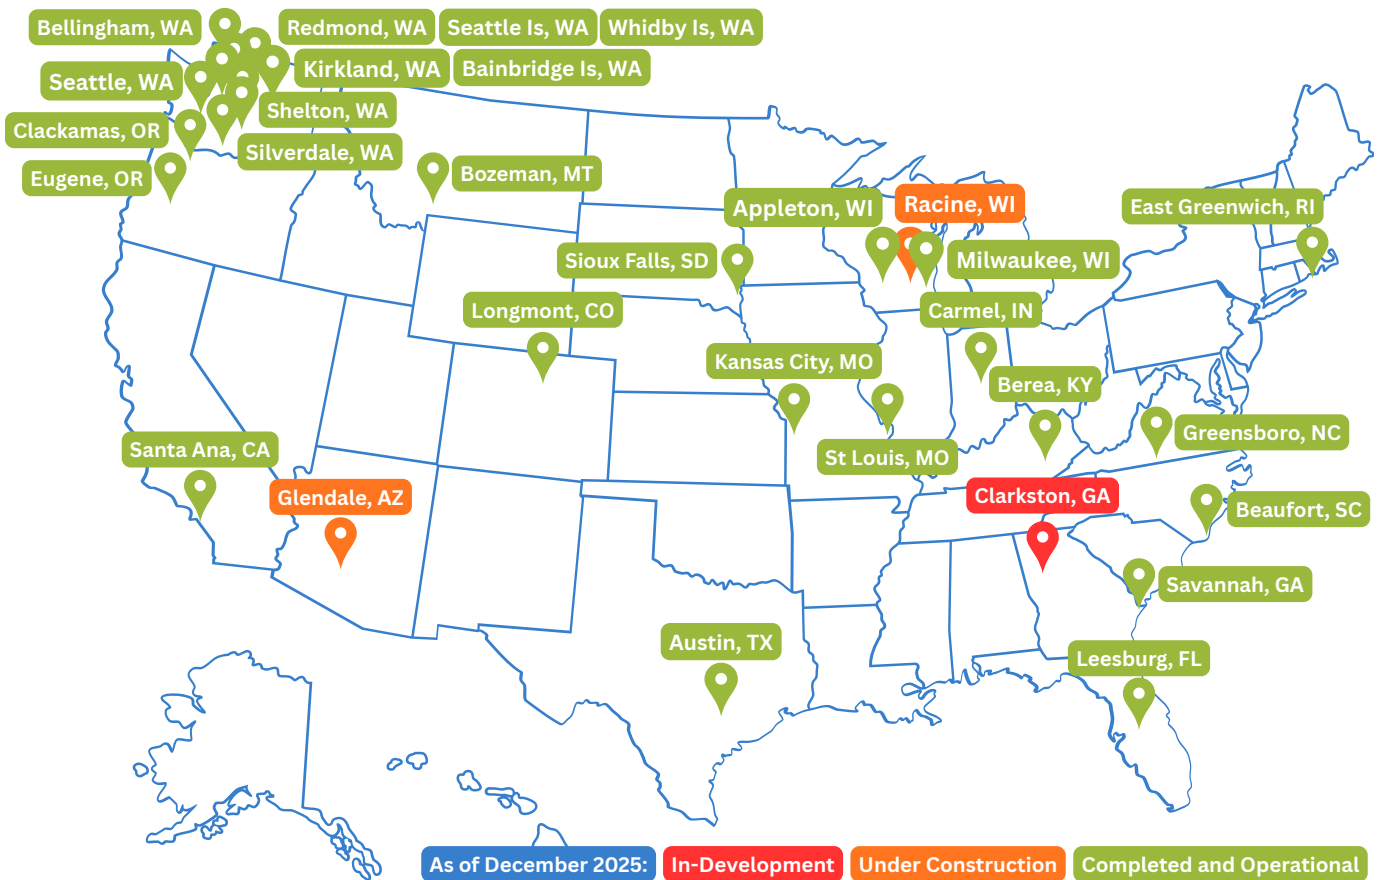 Bellingham, WA
Redmond, WA
Seattle Is, WA
Whidby Is, WA
Seattle, WA
Kirkland, WA
Bainbridge Is, WA
Shelton, WA
Clackamas, OR
Silverdale, WA
Eugene, OR
Bozeman, MT
Appleton, WI
Racine, WI
East Greenwich, RI
Sioux Falls, SD
Milwaukee, WI
Longmont, CO
Carmel, IN
Kansas City, MO
Berea, KY
Santa Ana, CA
St Louis, MO
Greensboro, NC
Glendale, AZ
Clarkston, GA
Beaufort, SC
Savannah, GA
Austin, TX
Leesburg, FL
As of December 2025:
In-Development
Under Construction
Completed and Operational